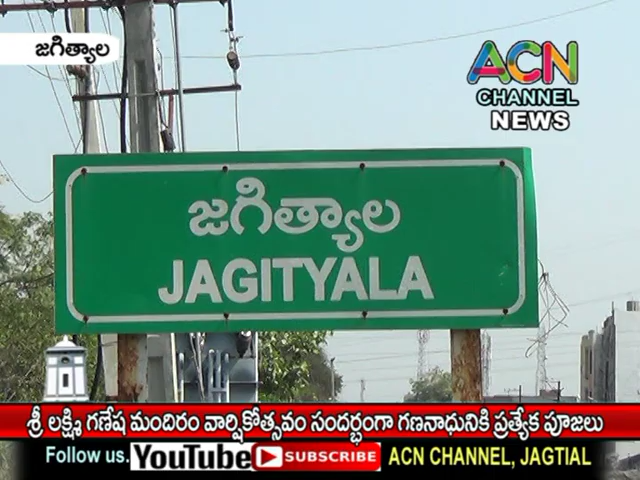 జగిత్యాల
ACN
CHANNEL
NEWS
జగిత్యాల
JAGITYALA
శ్రీ లక్ష్మి గణేష మందిరం వార్షికోత్సవం సందర్భంగా గణనాధునికి ప్రత్యేక పూజలు
Follow us. YouTube SUBSCRIBE ACN CHANNEL, JAGTIAL